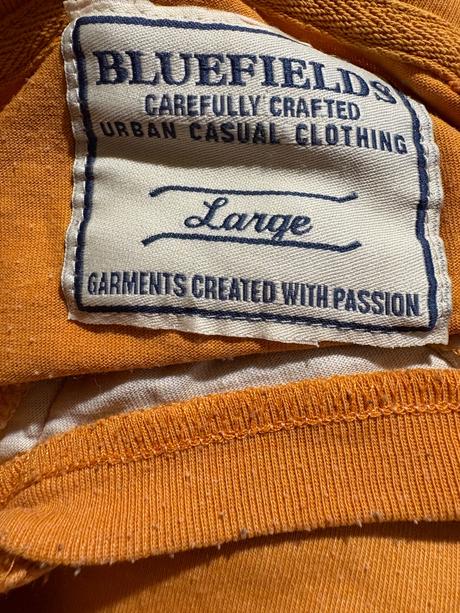 BLUEFIELDS
CAREFULLY CRAFTED
URBAN CASUAL CLOTHING
Large
GARMENTS CREATED WITH PASSION